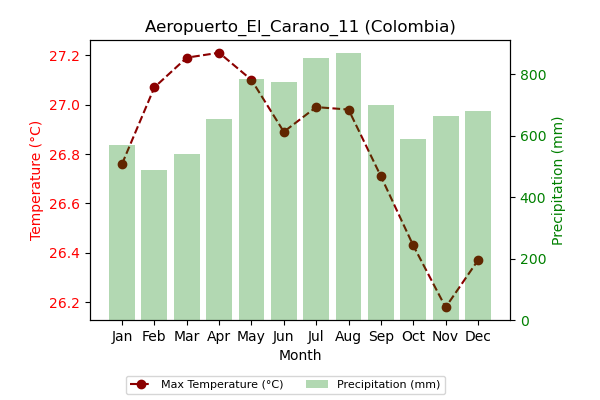 Aeropuerto_El_Carano_11 (Colombia)
27.2
27.0
26.8
26.6
26.4
26.2
Temperature (°C)
800
600
400
200
0
Precipitation (mm)
Jan Feb Mar Apr May Jun Jul Aug Sep Oct Nov Dec
Month
Max Temperature (°C) Precipitation (mm)